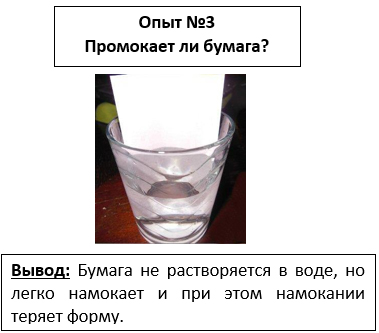 Опыт №3
Промокает ли бумага?
Вывод: Бумага не растворяется в воде, но
легко намокает и при этом намокании
теряет форму.